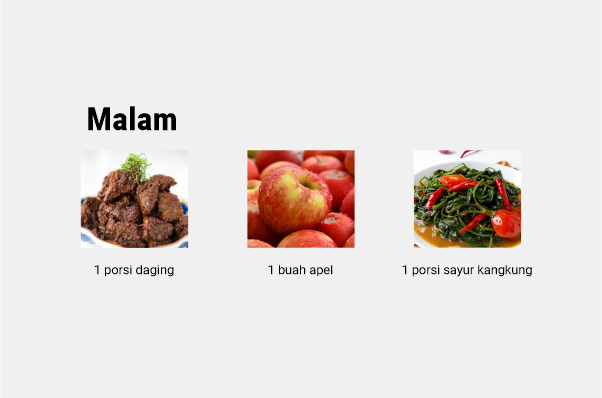 Malam
1 porsi daging
1 buah apel
1 porsi sayur kangkung